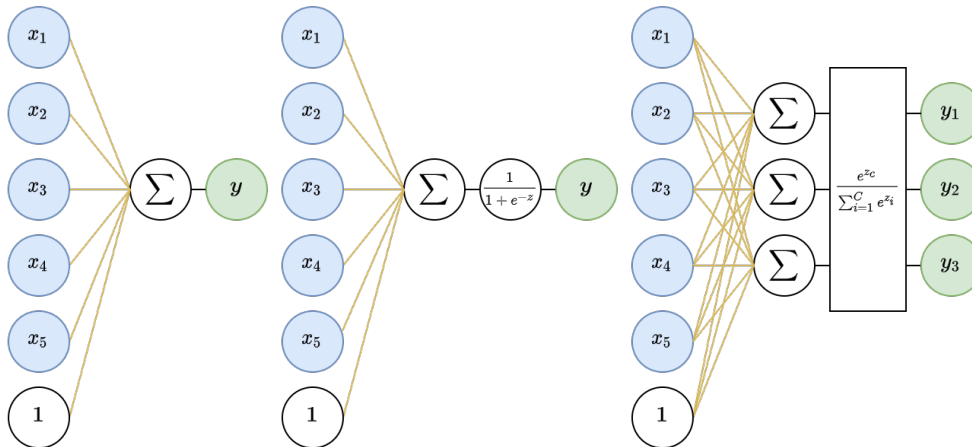 x₁
x₂
x₃
x₄
x₅
1
∑
y
x₁
x₂
x₃
x₄
x₅
1
∑
1 / (1 + e^{-z})
y
x₁
x₂
x₃
x₄
x₅
1
∑
∑
∑
e^{z_c} / ∑_{i=1}^{C} e^{z_i}
y₁
y₂
y₃